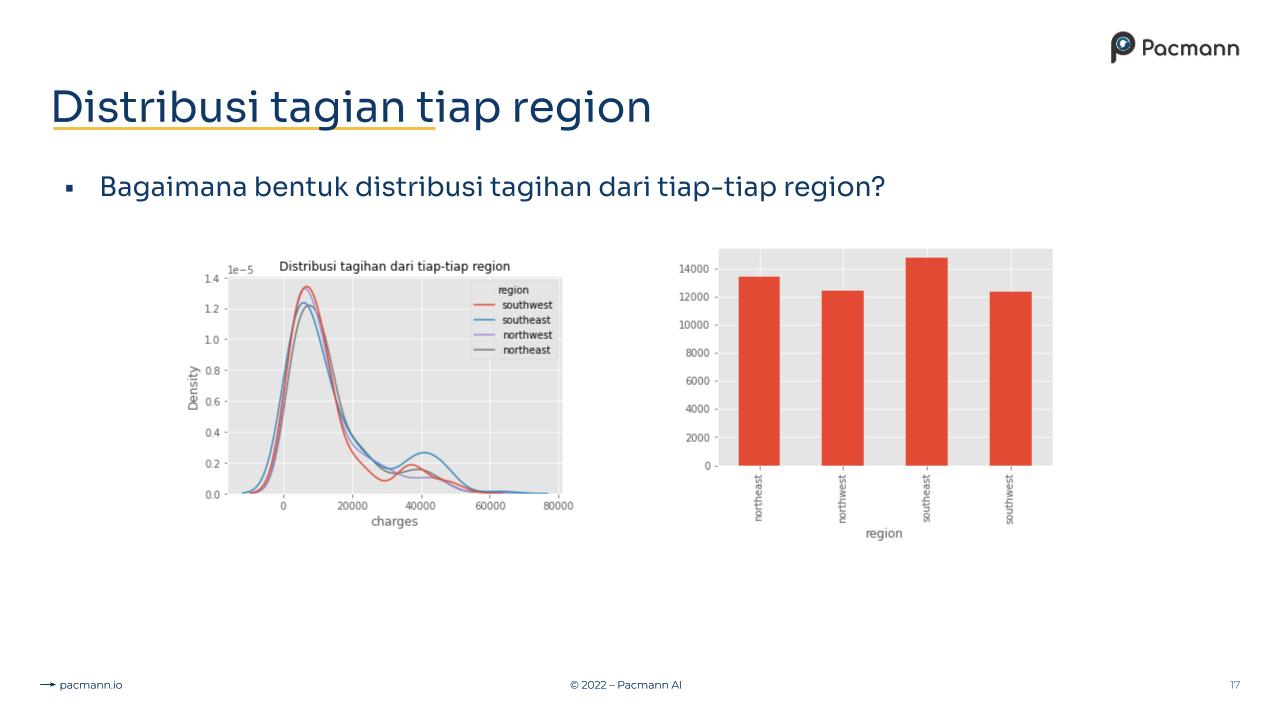 Pacmann
Distribusi tagian tiap region
▪ Bagaimana bentuk distribusi tagihan dari tiap-tiap region?
Distribusi tagihan dari tiap-tiap region
1e−5
1.4
1.2
1.0
0.8
0.6
0.4
0.2
0.0
Density
region
southwest
southeast
northwest
northeast
0 20000 40000 60000 80000
charges
14000
12000
10000
8000
6000
4000
2000
0
northeast northwest southeast southwest
region
pacmann.io
© 2022 – Pacmann AI
17